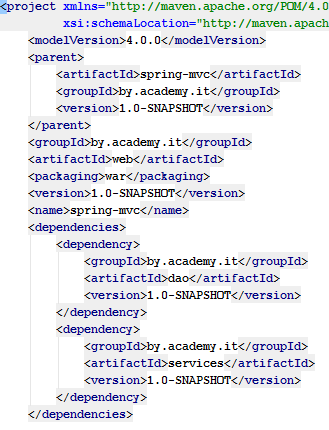 <project xmlns="http://maven.apache.org/POM/4.0
xsi:schemaLocation="http://maven.apach
<modelVersion>4.0.0</modelVersion>
<parent>
<artifactId>spring-mvc</artifactId>
<groupId>by.academy.it</groupId>
<version>1.0-SNAPSHOT</version>
</parent>
<groupId>by.academy.it</groupId>
<artifactId>web</artifactId>
<packaging>war</packaging>
<version>1.0-SNAPSHOT</version>
<name>spring-mvc</name>
<dependencies>
<dependency>
<groupId>by.academy.it</groupId>
<artifactId>dao</artifactId>
<version>1.0-SNAPSHOT</version>
</dependency>
<dependency>
<groupId>by.academy.it</groupId>
<artifactId>services</artifactId>
<version>1.0-SNAPSHOT</version>
</dependency>
</dependencies>